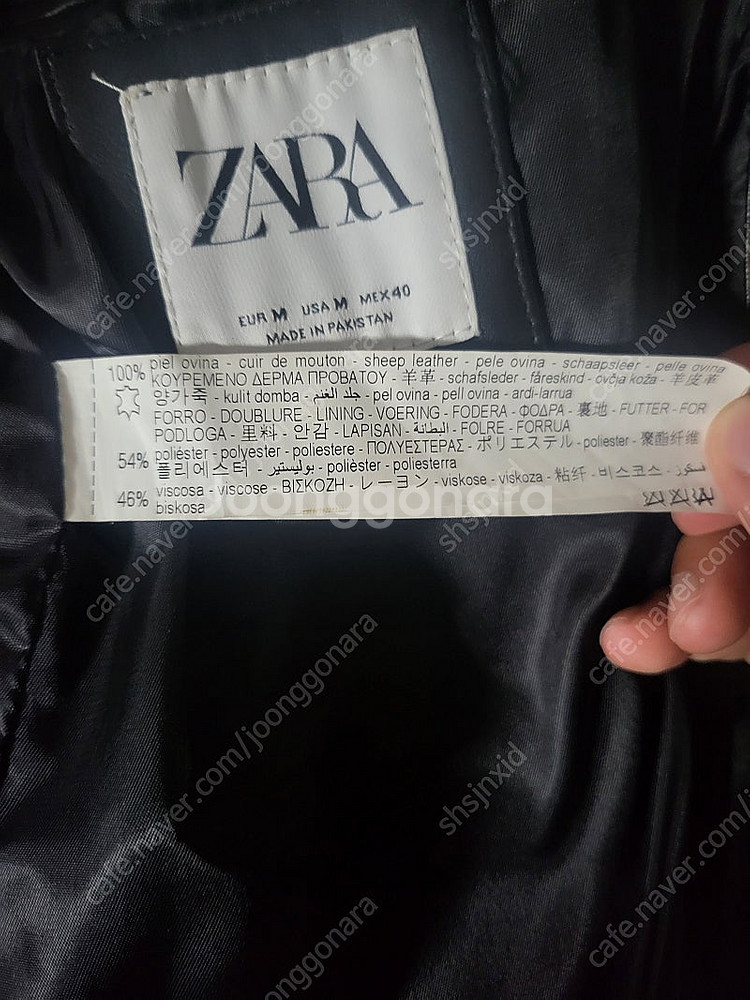 ZARA
EUR M USA M MEX 40
MADE IN PAKISTAN
100% piel ovina - cuir de mouton - sheep leather - pele ovina - schaapsleer - pelle ovina
ΚΟΥΡΕΜΕΝΟ ΔΕΡΜΑ ΠΡΟΒΑΤΟΥ - 羊革 - schafsleder - fåreskind - ovčja koža - 羊皮革
양가죽 - kulit domba - جلد الغنم - pel ovina - pell ovina - ardi-larrua
FORRO - DOUBLURE - LINING - VOERING - FODERA - ΦΟΔΡΑ - 裏地 - FUTTER - FOR
PODLOGA - 里料 - 안감 - LAPISAN - البطانة - FOLRE - FORRUA
54% poliéster - polyester - poliestere - ΠΟΛΥΕΣΤΕΡΑΣ - ポリエステル - poliester - 聚酯纤维
폴리에스터 - بوليستير - polièster - poliesterra
46% viscosa - viscose - ΒΙΣΚΟΖΗ - レーヨン - viskose - viskoza - 粘纤 - 비스코스 -
biskosa
joonggonara
cafe.naver.com/joonggonara
shsjnxid